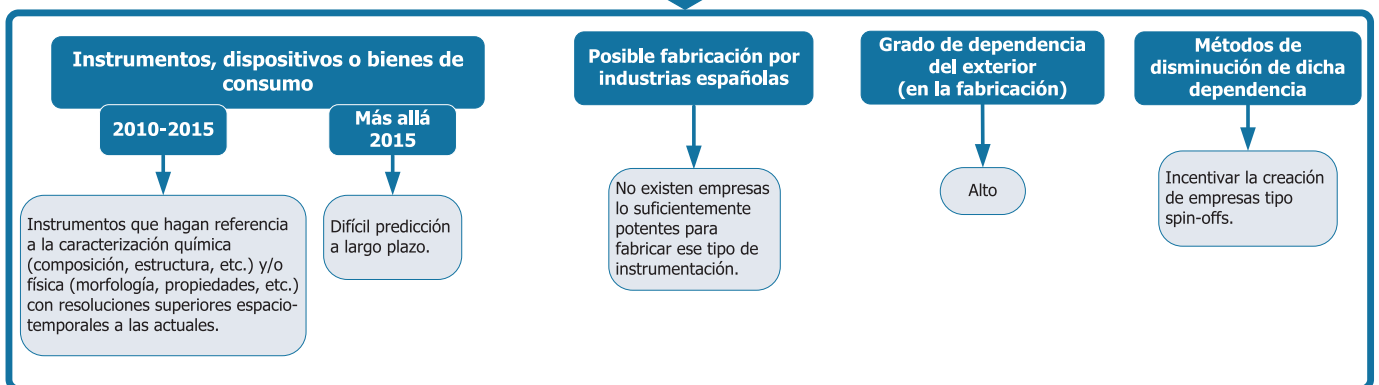 Instrumentos, dispositivos o bienes de
consumo
2010-2015
Más allá
2015
Instrumentos que hagan referencia
a la caracterización química
(composición, estructura, etc.) y/o
física (morfología, propiedades, etc.)
con resoluciones superiores espacio-
temporales a las actuales.
Difícil predicción
a largo plazo.
Posible fabricación por
industrias españolas
No existen empresas
lo suficientemente
potentes para
fabricar ese tipo de
instrumentación.
Grado de dependencia
del exterior
(en la fabricación)
Alto
Métodos de
disminución de dicha
dependencia
Incentivar la creación
de empresas tipo
spin-offs.